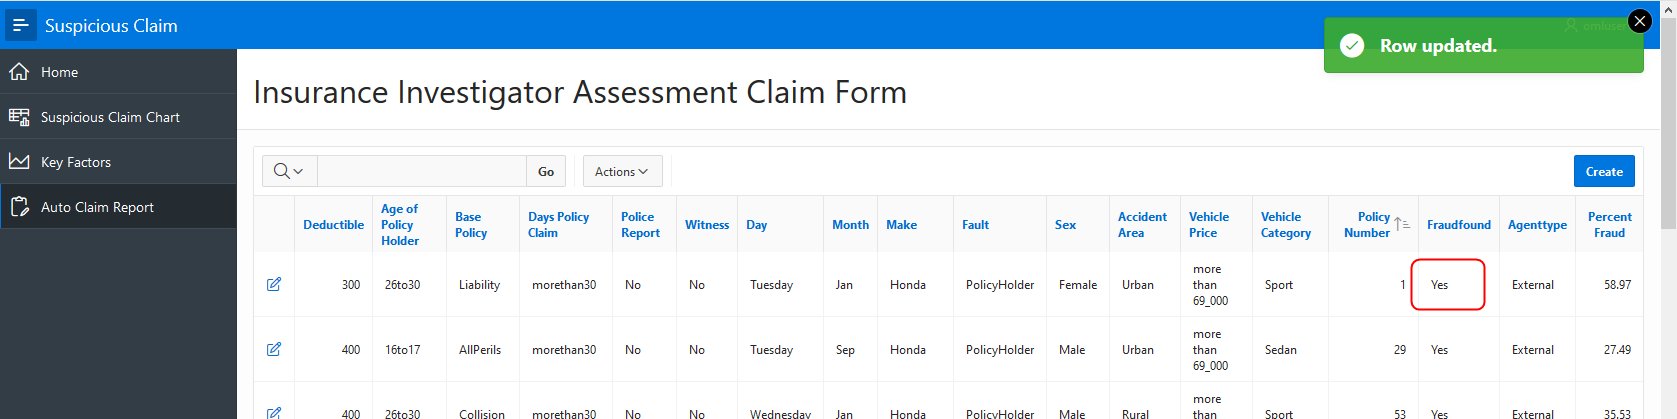 Suspicious Claim
omluser
Row updated.
Home
Suspicious Claim Chart
Key Factors
Auto Claim Report
Insurance Investigator Assessment Claim Form
Go
Actions
Create
Deductible
Age of
Policy
Holder
Base
Policy
Days Policy
Claim
Police
Report
Witness
Day
Month
Make
Fault
Sex
Accident
Area
Vehicle
Price
Vehicle
Category
Policy
Number
Fraudfound
Agenttype
Percent
Fraud
300
26to30
Liability
morethan30
No
No
Tuesday
Jan
Honda
PolicyHolder
Female
Urban
more
than
69_000
Sport
1
Yes
External
58.97
400
16to17
AllPerils
morethan30
No
No
Tuesday
Sep
Honda
PolicyHolder
Male
Urban
more
than
69_000
Sedan
29
Yes
External
27.49
400
26to30
Collision
morethan30
No
No
Wednesday
Jan
Honda
PolicyHolder
Male
Rural
more
than
Sport
53
Yes
External
35.53